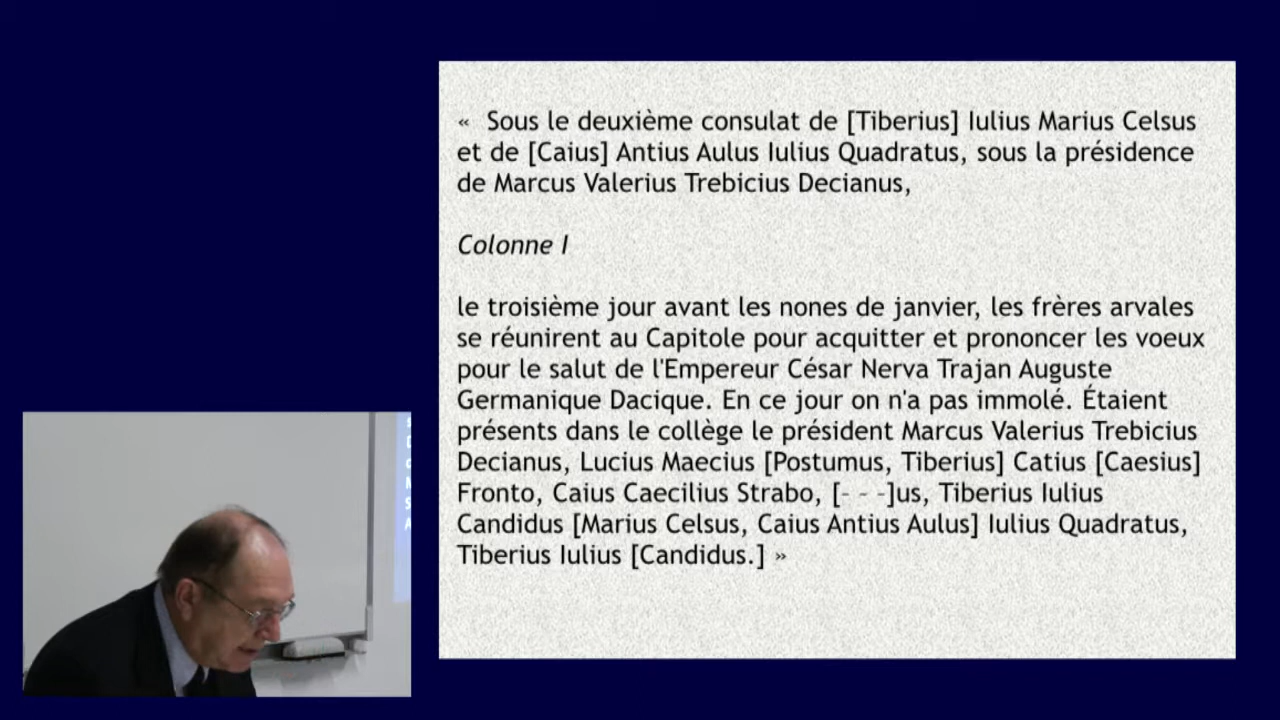 «  Sous le deuxième consulat de [Tiberius] Iulius Marius Celsus
et de [Caius] Antius Aulus Iulius Quadratus, sous la présidence
de Marcus Valerius Trebicius Decianus,
Colonne I
le troisième jour avant les nones de janvier, les frères arvales
se réunirent au Capitole pour acquitter et prononcer les voeux
pour le salut de l'Empereur César Nerva Trajan Auguste
Germanique Dacique. En ce jour on n'a pas immolé. Étaient
présents dans le collège le président Marcus Valerius Trebicius
Decianus, Lucius Maecius [Postumus, Tiberius] Catius [Caesius]
Fronto, Caius Caecilius Strabo, [- - -]us, Tiberius Iulius
Candidus [Marius Celsus, Caius Antius Aulus] Iulius Quadratus,
Tiberius Iulius [Candidus.] »